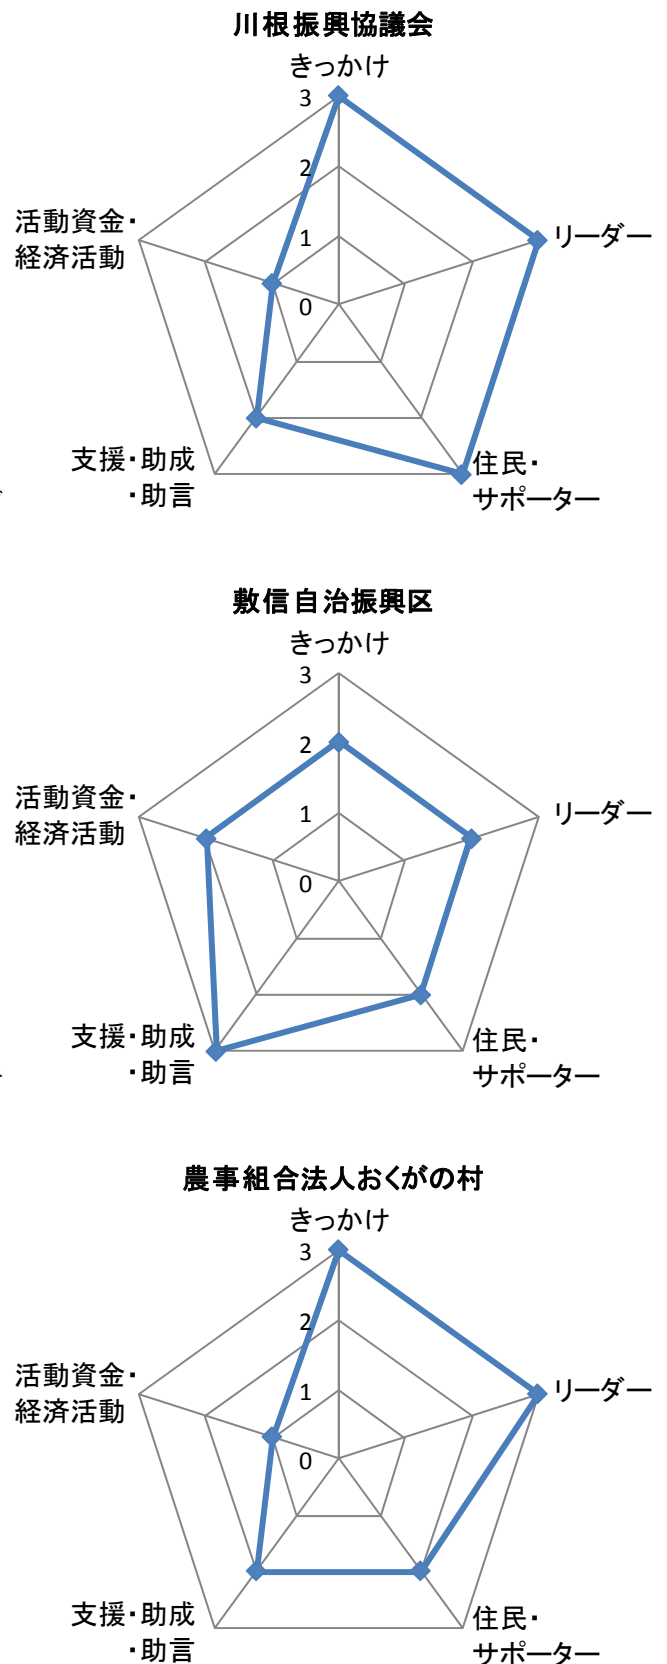 川根振興協議会
きっかけ
3
2
1
0
リーダー
住民・
サポーター
支援・助成
・助言
活動資金・
経済活動
敷信自治振興区
きっかけ
3
2
1
0
リーダー
住民・
サポーター
支援・助成
・助言
活動資金・
経済活動
農事組合法人おくがの村
きっかけ
3
2
1
0
リーダー
住民・
サポーター
支援・助成
・助言
活動資金・
経済活動